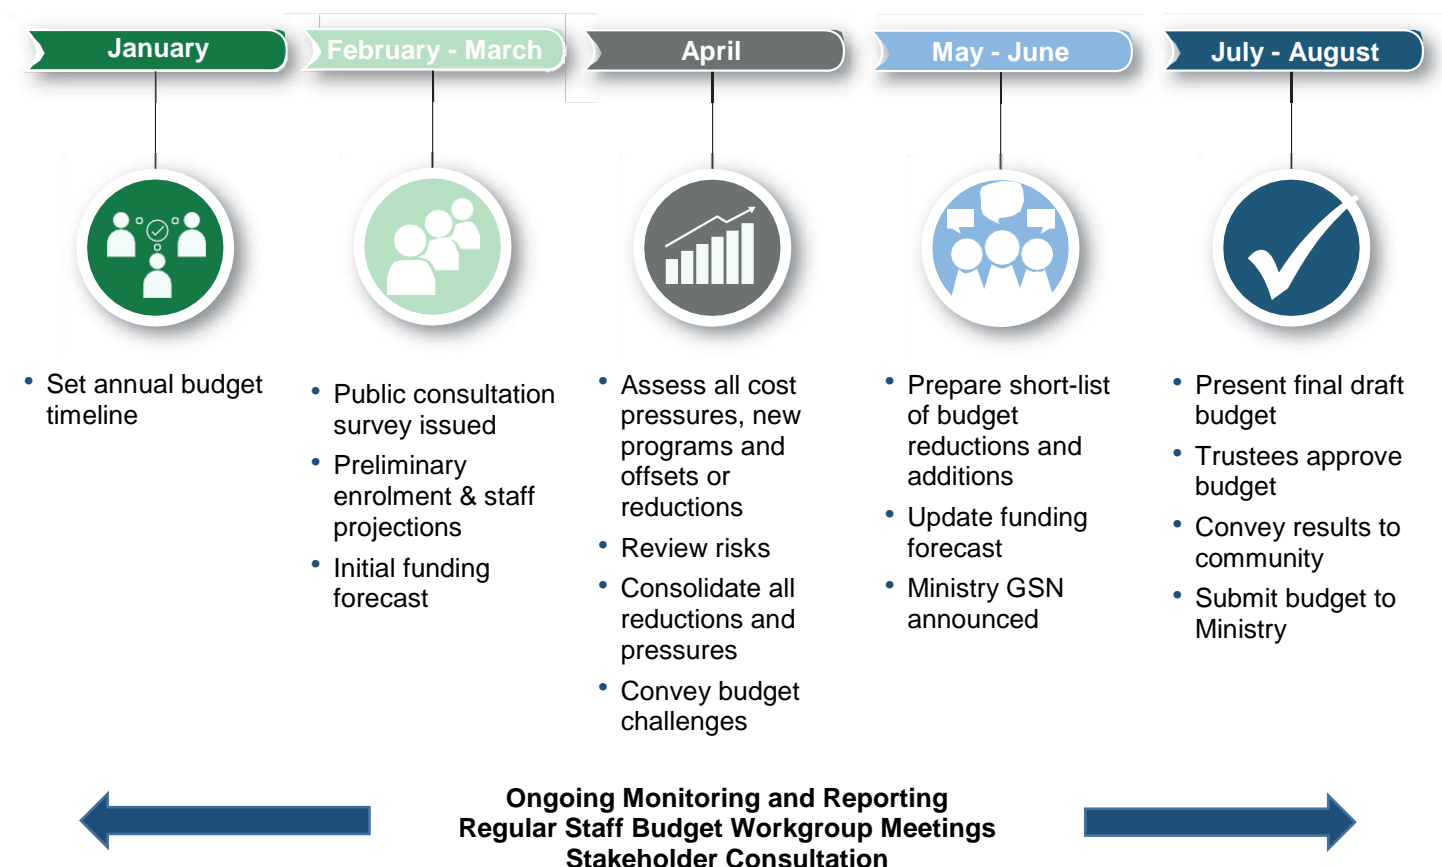 January
February - March
April
May - June
July - August
• Set annual budget
timeline
• Public consultation
survey issued
• Preliminary
enrolment & staff
projections
• Initial funding
forecast
• Assess all cost
pressures, new
programs and
offsets or
reductions
• Review risks
• Consolidate all
reductions and
pressures
• Convey budget
challenges
• Prepare short-list
of budget
reductions and
additions
• Update funding
forecast
• Ministry GSN
announced
• Present final draft
budget
• Trustees approve
budget
• Convey results to
community
• Submit budget to
Ministry
Ongoing Monitoring and Reporting
Regular Staff Budget Workgroup Meetings
Stakeholder Consultation